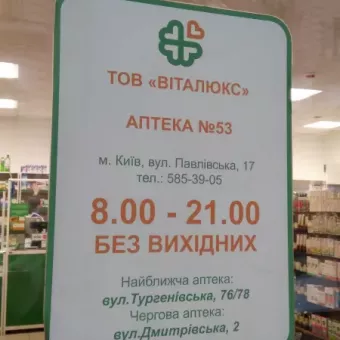 ТОВ «ВІТАЛЮКС»
АПТЕКА №53
м. Київ, вул. Павлівська, 17
тел.: 585-39-05
8.00 - 21.00
БЕЗ ВИХІДНИХ
Найближча аптека:
вул.Тургенівська, 76/78
Чергова аптека:
вул.Дмитрівська, 2